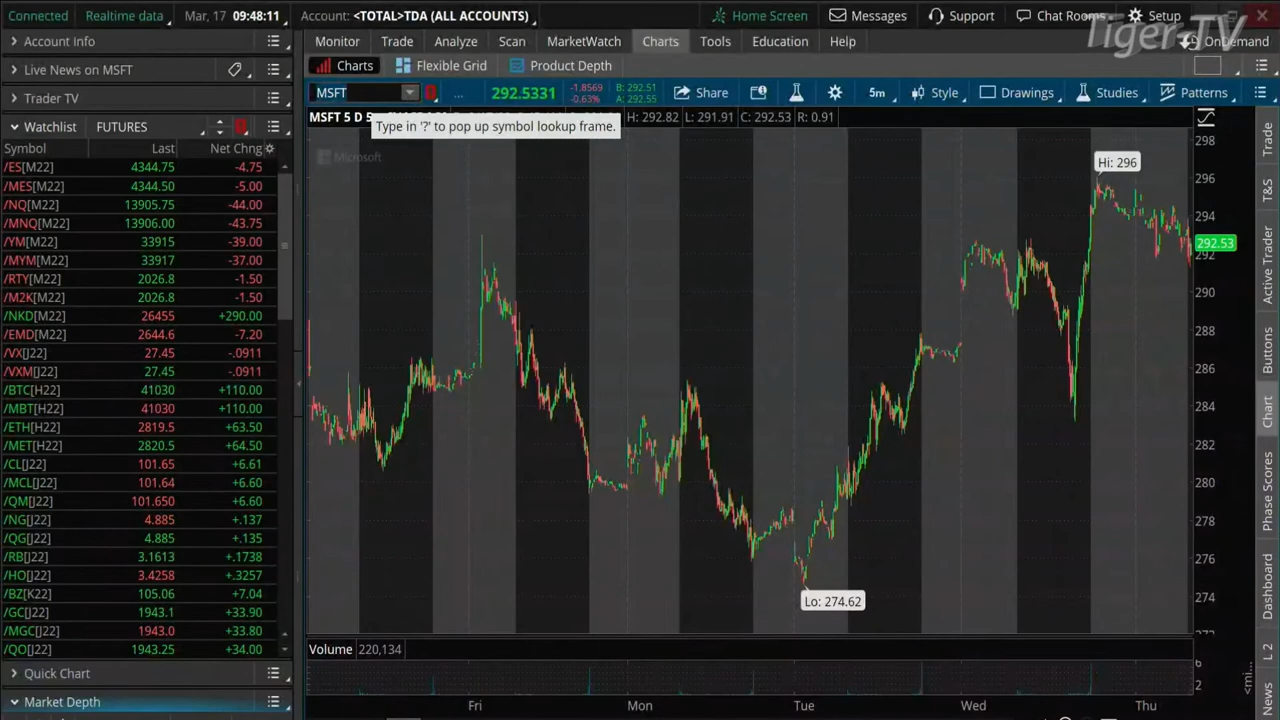 Connected Realtime data Mar, 17 09:48:11 Account: <TOTAL>TDA (ALL ACCOUNTS) Home Screen Messages Support Chat Rooms Setup
Tiger-TV
OnDemand
Account Info
Live News on MSFT
Trader TV
Monitor Trade Analyze Scan MarketWatch Charts Tools Education Help
Charts Flexible Grid Product Depth
MSFT ... 292.5331 -1.8569 -0.63% B: 292.51 A: 292.55 Share 5m Style Drawings Studies Patterns
MSFT 5 D 5 H: 292.82 L: 291.91 C: 292.53 R: 0.91
Type in '?' to pop up symbol lookup frame.
Microsoft
Watchlist FUTURES
Symbol Last Net Chng
/ES[M22] 4344.75 -4.75
/MES[M22] 4344.50 -5.00
/NQ[M22] 13905.75 -44.00
/MNQ[M22] 13906.00 -43.75
/YM[M22] 33915 -39.00
/MYM[M22] 33917 -37.00
/RTY[M22] 2026.8 -1.50
/M2K[M22] 2026.8 -1.50
/NKD[M22] 26455 +290.00
/EMD[M22] 2644.6 -7.20
/VX[J22] 27.45 -.0911
/VXM[J22] 27.45 -.0911
/BTC[H22] 41030 +110.00
/MBT[H22] 41030 +110.00
/ETH[H22] 2819.5 +63.50
/MET[H22] 2820.5 +64.50
/CL[J22] 101.65 +6.61
/MCL[J22] 101.64 +6.60
/QM[J22] 101.650 +6.60
/NG[J22] 4.885 +.137
/QG[J22] 4.885 +.135
/RB[J22] 3.1613 +.1738
/HO[J22] 3.4258 +.3257
/BZ[K22] 105.06 +7.04
/GC[J22] 1943.1 +33.90
/MGC[J22] 1943.0 +33.80
/QO[J22] 1943.25 +34.00
Quick Chart
Market Depth
Hi: 296
Lo: 274.62
298
296
294
292.53
292
290
288
286
284
282
280
278
276
274
272
Volume 220,134
6
2
Fri Mon Tue Wed Thu
Trade
T&S
Active Trader
Buttons
Chart
Phase Scores
Dashboard
L 2
News